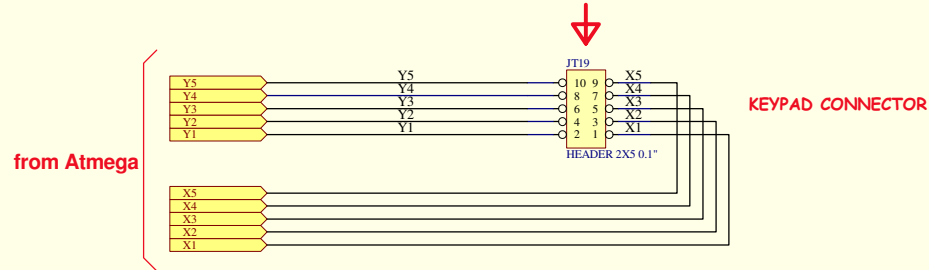 JT19
Y5 Y5 10 9 X5
Y4 Y4 8 7 X4
Y3 Y3 6 5 X3
Y2 Y2 4 3 X2
Y1 Y1 2 1 X1
KEYPAD CONNECTOR
HEADER 2X5 0.1"
from Atmega
X5
X4
X3
X2
X1